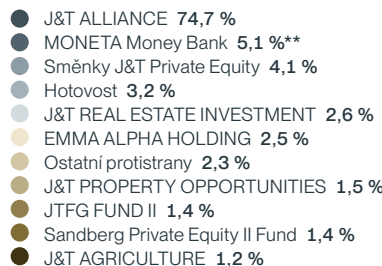 J&T ALLIANCE 74,7 %
MONETA Money Bank 5,1 %**
Směnky J&T Private Equity 4,1 %
Hotovost 3,2 %
J&T REAL ESTATE INVESTMENT 2,6 %
EMMA ALPHA HOLDING 2,5 %
Ostatní protistrany 2,3 %
J&T PROPERTY OPPORTUNITIES 1,5 %
JTFG FUND II 1,4 %
Sandberg Private Equity II Fund 1,4 %
J&T AGRICULTURE 1,2 %